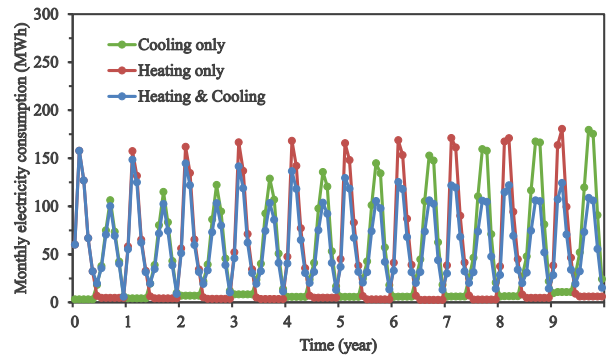 Monthly electricity consumption (MWh)
300
250
200
150
100
50
0
Cooling only
Heating only
Heating & Cooling
0 1 2 3 4 5 6 7 8 9
Time (year)